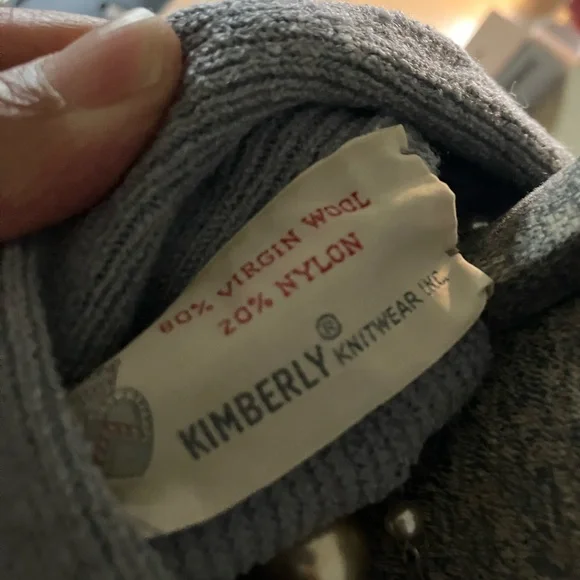 80% VIRGIN WOOL
20% NYLON
KIMBERLY®
KNITWEAR INC.